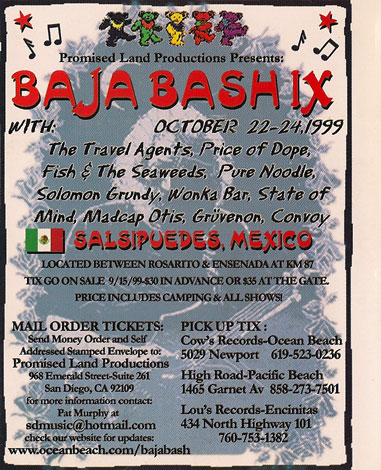 Promised Land Productions Presents:
BAJA BASH IX
WITH: OCTOBER 22-24, 1999
The Travel Agents, Price of Dope,
Fish & The Seaweeds, Pure Noodle,
Solomon Grundy, Wonka Bar, State of
Mind, Madcap Otis, Grüvenon, Convoy
SALSIPUEDES, MEXICO
LOCATED BETWEEN ROSARITO & ENSENADA AT KM 87
TIX GO ON SALE 9/15/99-$30 IN ADVANCE OR $35 AT THE GATE.
PRICE INCLUDES CAMPING & ALL SHOWS!
MAIL ORDER TICKETS:
Send Money Order and Self
Addressed Stamped Envelope to:
Promised Land Productions
968 Emerald Street-Suite 261
San Diego, CA 92109
for more information contact:
Pat Murphy at
sdmusic@hotmail.com
check our website for updates:
www.oceanbeach.com/bajabash
PICK UP TIX :
Cow's Records-Ocean Beach
5029 Newport 619-523-0236
High Road-Pacific Beach
1465 Garnet Av 858-273-7501
Lou's Records-Encinitas
434 North Highway 101
760-753-1382